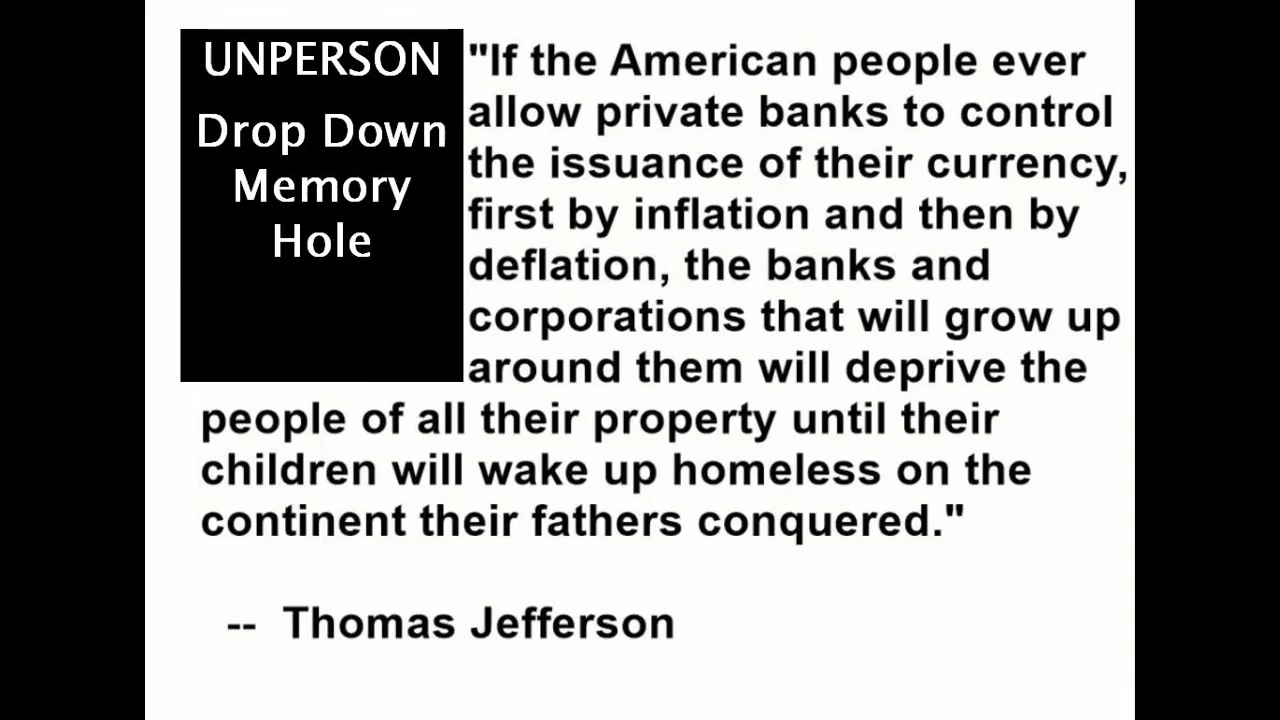 UNPERSON
Drop Down
Memory
Hole
"If the American people ever
allow private banks to control
the issuance of their currency,
first by inflation and then by
deflation, the banks and
corporations that will grow up
around them will deprive the
people of all their property until their
children will wake up homeless on the
continent their fathers conquered."
-- Thomas Jefferson